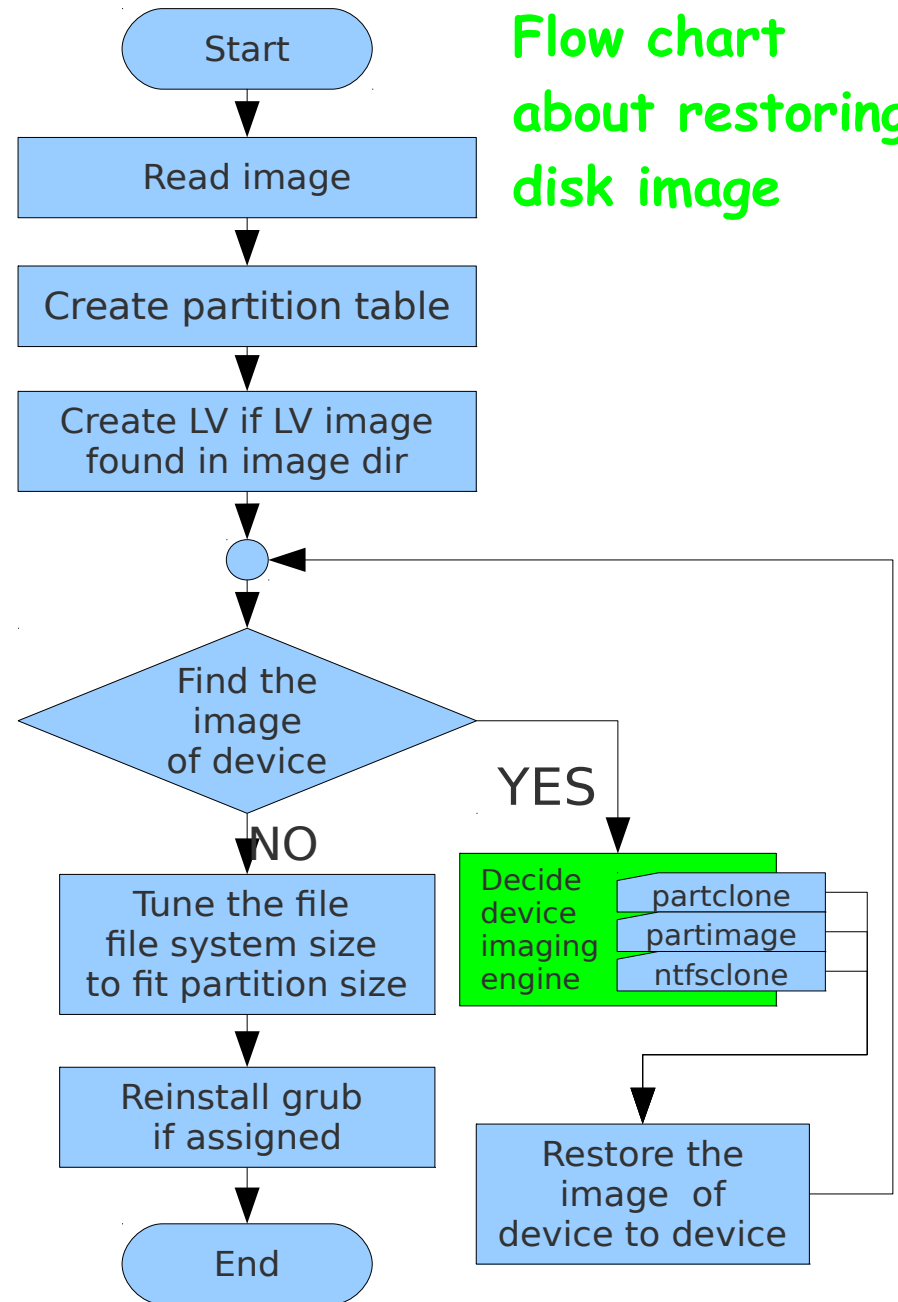 Flow chart
about restoring
disk image
Start
Read image
Create partition table
Create LV if LV image
found in image dir
Find the
image
of device
YES
NO
Decide
device
imaging
engine
partclone
partimage
ntfsclone
Tune the file
file system size
to fit partition size
Reinstall grub
if assigned
Restore the
image of
device to device
End